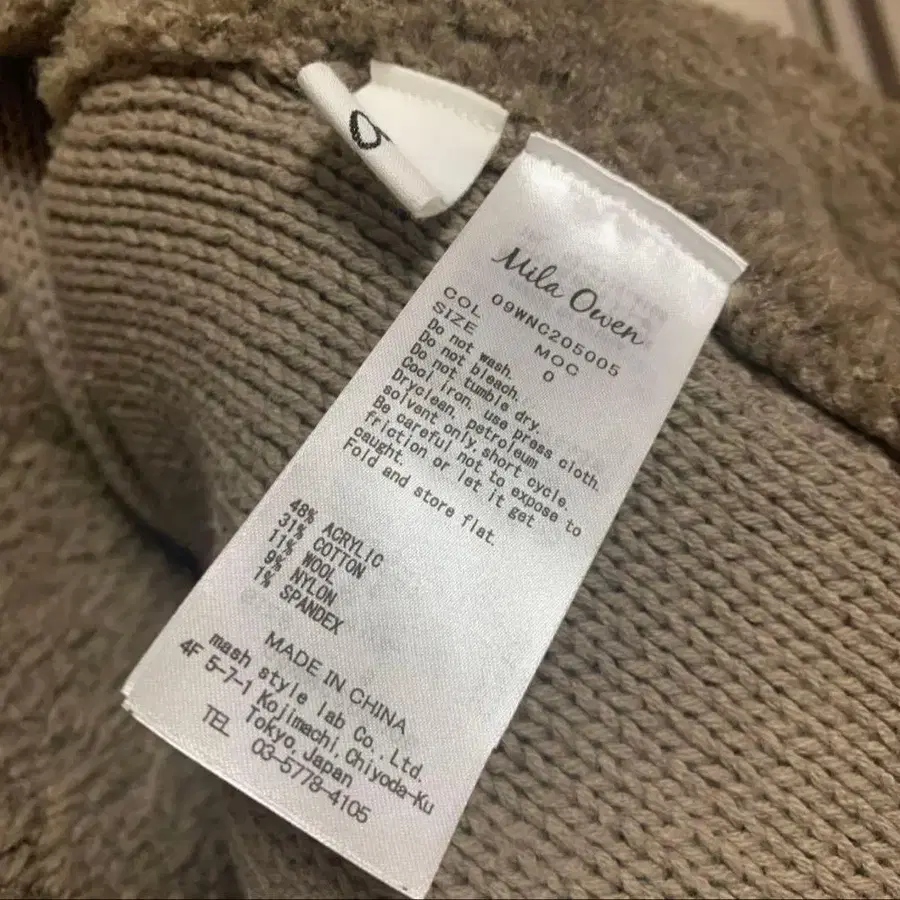 6
Mila Owen
09WNC205005
COL MOC
SIZE 0
Do not wash.
Do not bleach.
Do not tumble dry.
Cool iron, use press cloth.
Dryclean, petroleum
solvent only, short cycle.
Be careful not to expose to
friction or let it get
caught.
Fold and store flat.
48% ACRYLIC
31% COTTON
11% WOOL
9% NYLON
1% SPANDEX
MADE IN CHINA
mash style lab Co., Ltd.
4F 5-7-1 Kojimachi, Chiyoda-Ku
Tokyo, Japan
TEL 03-5778-4105